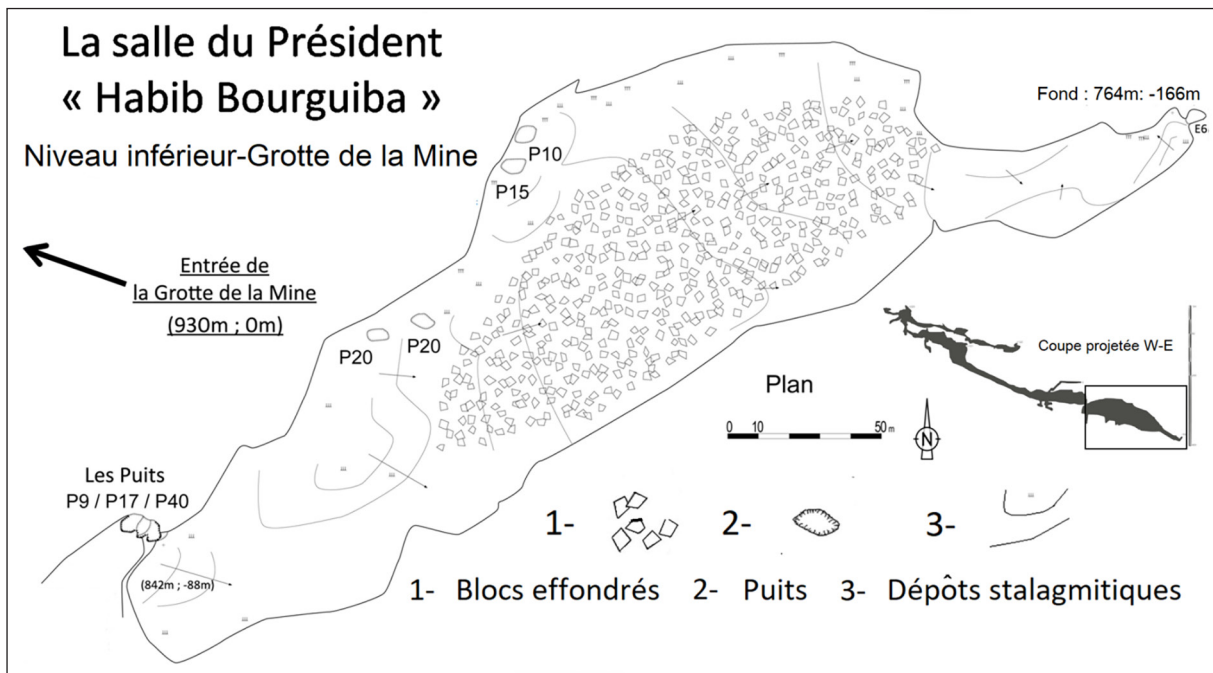 La salle du Président
« Habib Bourguiba »
Niveau inférieur-Grotte de la Mine
Fond : 764m: -166m
E6
P10
P15
Entrée de
la Grotte de la Mine
(930m ; 0m)
P20
P20
Coupe projetée W-E
Plan
0 10 50 m
N
Les Puits
P9 / P17 / P40
(842m ; -88m)
1- 2- 3-
1- Blocs effondrés 2- Puits 3- Dépôts stalagmitiques